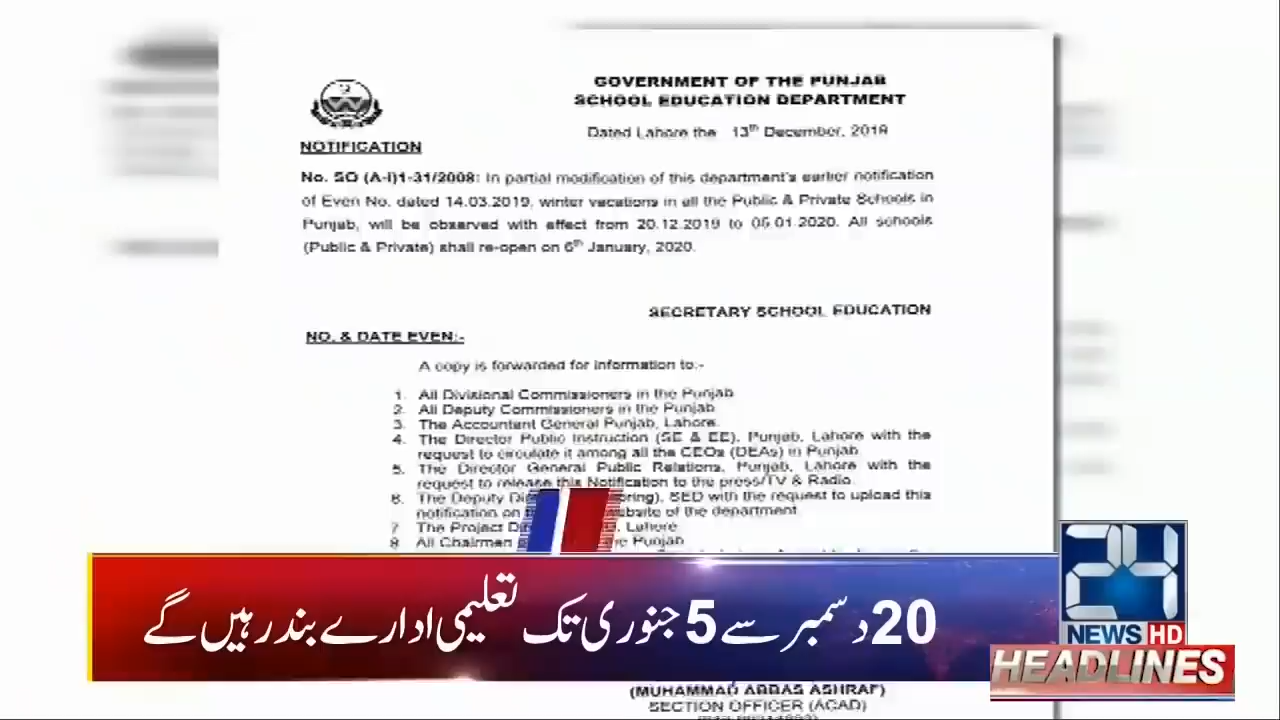 GOVERNMENT OF THE PUNJAB
SCHOOL EDUCATION DEPARTMENT
Dated Lahore the 13th December, 2019
NOTIFICATION
No. SO (A-I)1-31/2008: In partial modification of this department's earlier notification
of Even No. dated 14.03.2019, winter vacations in all the Public & Private Schools in
Punjab, will be observed with effect from 20.12.2019 to 05.01.2020. All schools
(Public & Private) shall re-open on 6th January, 2020.
SECRETARY SCHOOL EDUCATION
NO. & DATE EVEN:-
A copy is forwarded for information to:-
1. All Divisional Commissioners in the Punjab
2. All Deputy Commissioners in the Punjab
3. The Accountant General Punjab, Lahore.
4. The Director Public Instruction (SE & EE), Punjab, Lahore with the
request to circulate it among all the CEOs (DEAs) in Punjab
5. The Director General Public Relations, Punjab, Lahore with the
request to release this Notification to the press/TV & Radio.
6. The Deputy SED with the request to upload this
notification on of the department.
7. The Project Lahore
8. All Chairmen Punjab
20 دسمبر سے 5 جنوری تک تعلیمی ادارے بند رہیں گے
24
NEWS HD
HEADLINES
(MUHAMMAD ABBAS ASHRAF)
SECTION OFFICER (ACAD)